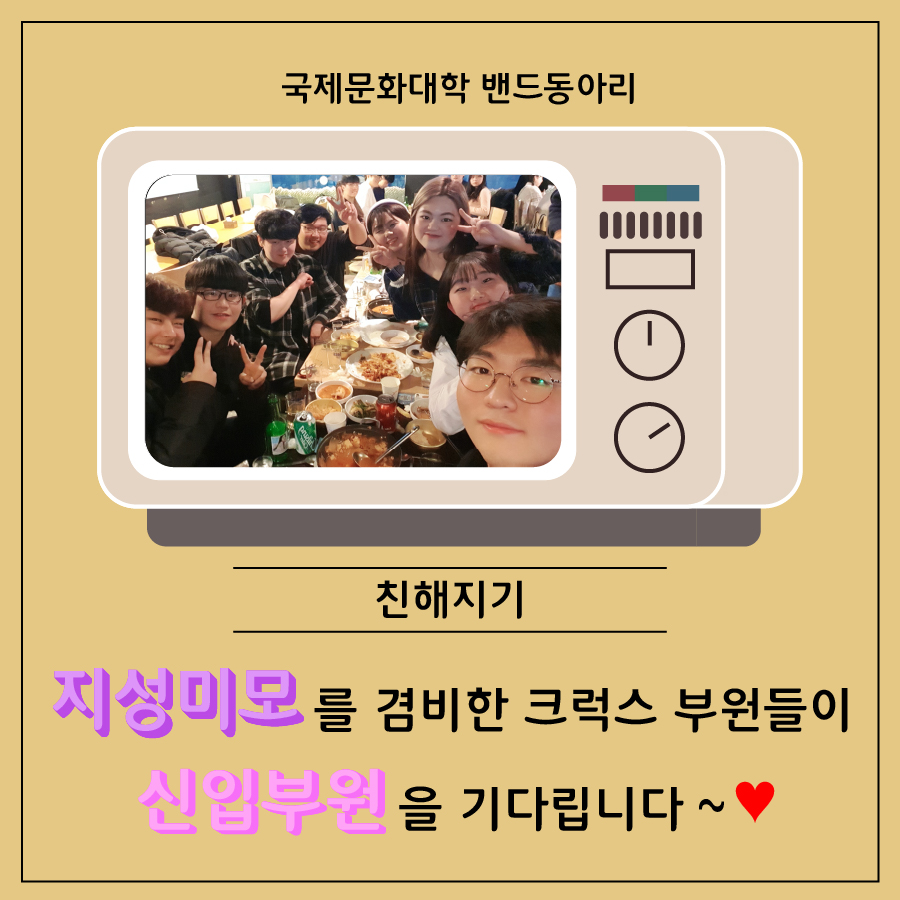 국제문화대학 밴드동아리
친해지기
지성미모를 겸비한 크럭스 부원들이
신입부원을 기다립니다~♥